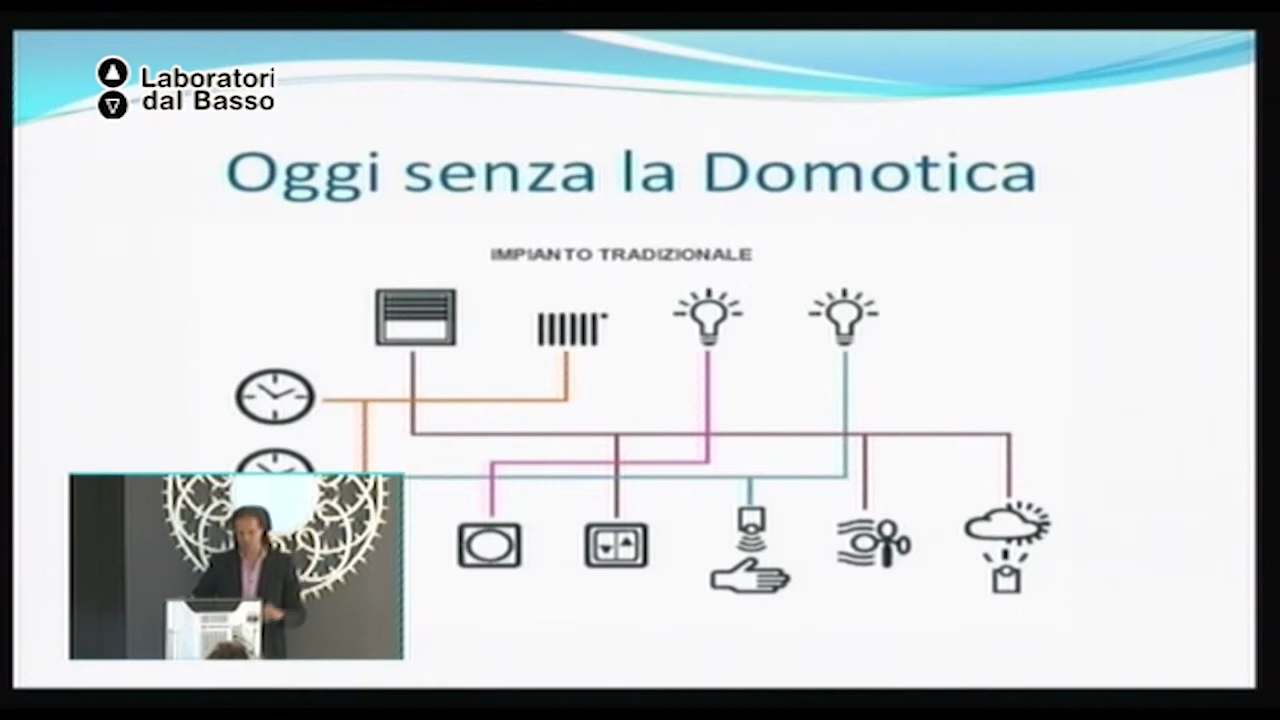 Laboratori
dal Basso
Oggi senza la Domotica
IMPIANTO TRADIZIONALE